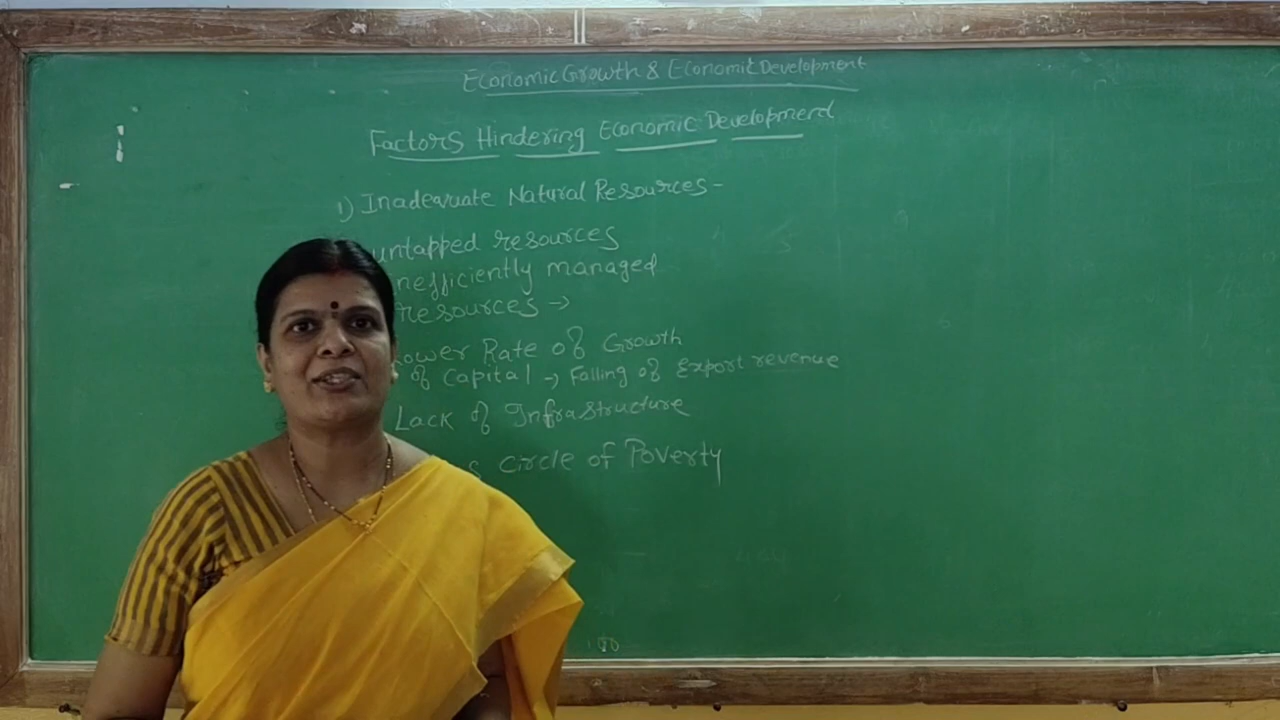 Economic Growth & Economic Development
Factors Hindering Economic Development
1) Inadequate Natural Resources-
untapped resources
nefficiently managed
resources →
ower Rate of Growth
of Capital → Falling of Export revenue
Lack of Infrastructure
s circle of Poverty